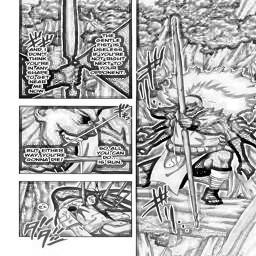 THE
GENTLE
FIST IS
USELESS
IF YOU'RE
NOT RIGHT
NEXT TO
YOUR
OPPONENT.
AND I
DON'T
THINK
YOU'RE
IN ANY
SHAPE
TO GET
NEAR
ME
NOW.
SO ALL
YOU CAN
DO...
IS RUN.
BUT EITHER
WAY, YOU'RE
GONNA DIE!